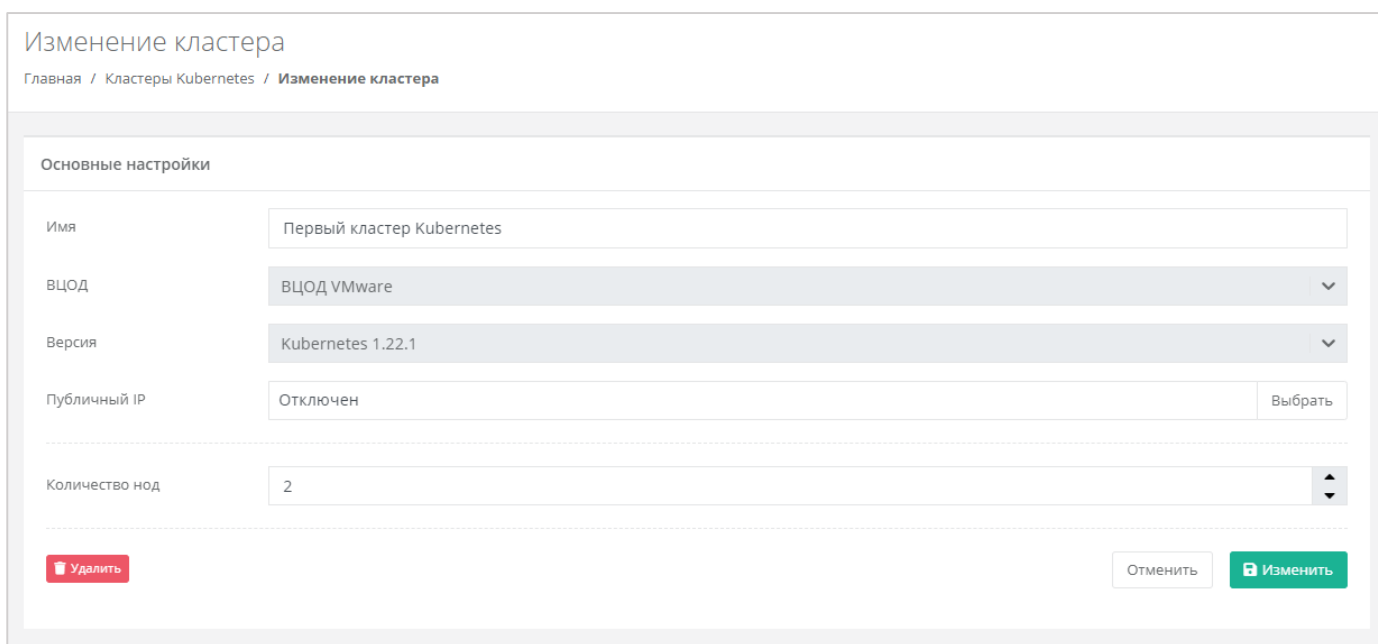 Изменение кластера
Главная / Кластеры Kubernetes / Изменение кластера
Основные настройки
Имя
Первый кластер Kubernetes
ВЦОД
ВЦОД VMware
Версия
Kubernetes 1.22.1
Публичный IP
Отключен
Выбрать
Количество нод
2
Удалить
Отменить
Изменить